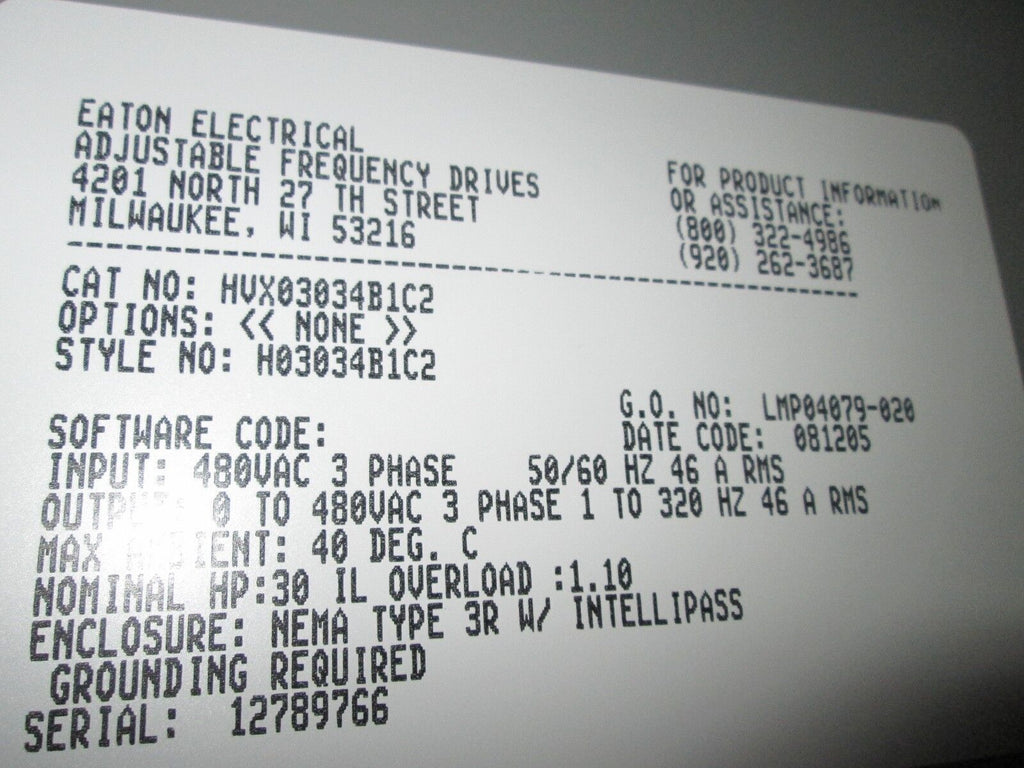 EATON ELECTRICAL
ADJUSTABLE FREQUENCY DRIVES
4201 NORTH 27 TH STREET
MILWAUKEE, WI 53216
FOR PRODUCT INFORMATION
OR ASSISTANCE:
(800) 322-4986
(920) 262-3687
CAT NO: HVX03034B1C2
OPTIONS: << NONE >>
STYLE NO: H03034B1C2
G.O. NO: LMP04079-020
SOFTWARE CODE:
DATE CODE: 081205
INPUT: 480VAC 3 PHASE 50/60 HZ 46 A RMS
OUTPUT: 0 TO 480VAC 3 PHASE 1 TO 320 HZ 46 A RMS
MAX AMBIENT: 40 DEG. C
NOMINAL HP:30 IL OVERLOAD :1.10
ENCLOSURE: NEMA TYPE 3R W/ INTELLIPASS
GROUNDING REQUIRED
SERIAL: 12789766